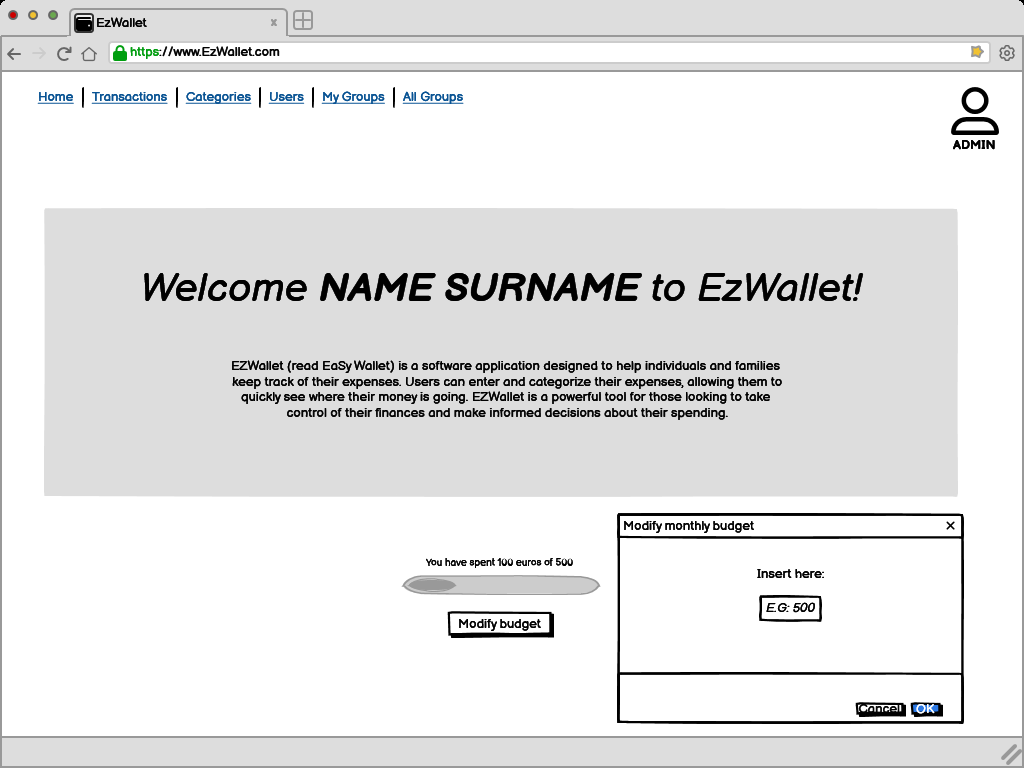 EzWallet
x
https://www.EzWallet.com
Home Transactions Categories Users My Groups All Groups
ADMIN
Welcome NAME SURNAME to EzWallet!
EZWallet (read EaSy Wallet) is a software application designed to help individuals and families
keep track of their expenses. Users can enter and categorize their expenses, allowing them to
quickly see where their money is going. EZWallet is a powerful tool for those looking to take
control of their finances and make informed decisions about their spending.
You have spent 100 euros of 500
Modify budget
Modify monthly budget
Insert here:
E.G: 500
Cancel OK